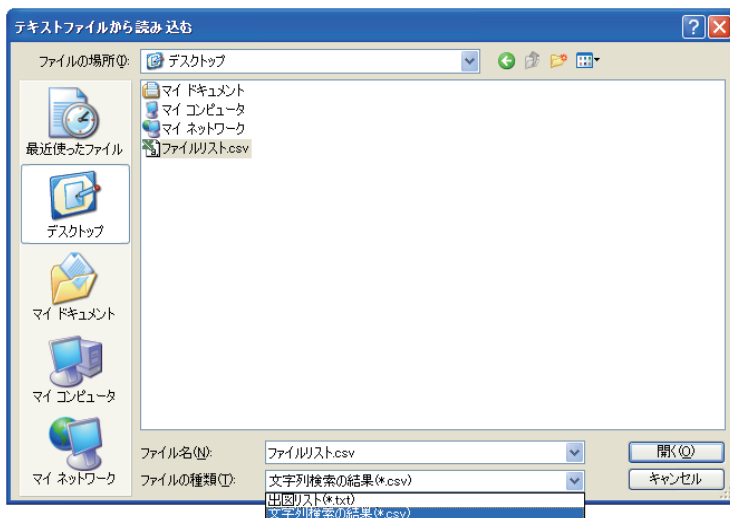 テキストファイルから読み込む
ファイルの場所(I):
デスクトップ
最近使ったファイル
デスクトップ
マイ ドキュメント
マイ コンピュータ
マイ ネットワーク
マイ ドキュメント
マイ コンピュータ
マイ ネットワーク
ファイルリスト.csv
ファイル名(N):
ファイルリスト.csv
開く(O)
ファイルの種類(T):
文字列検索の結果(*.csv)
キャンセル
出図リスト(*.txt)
文字列検索の結果(*.csv)